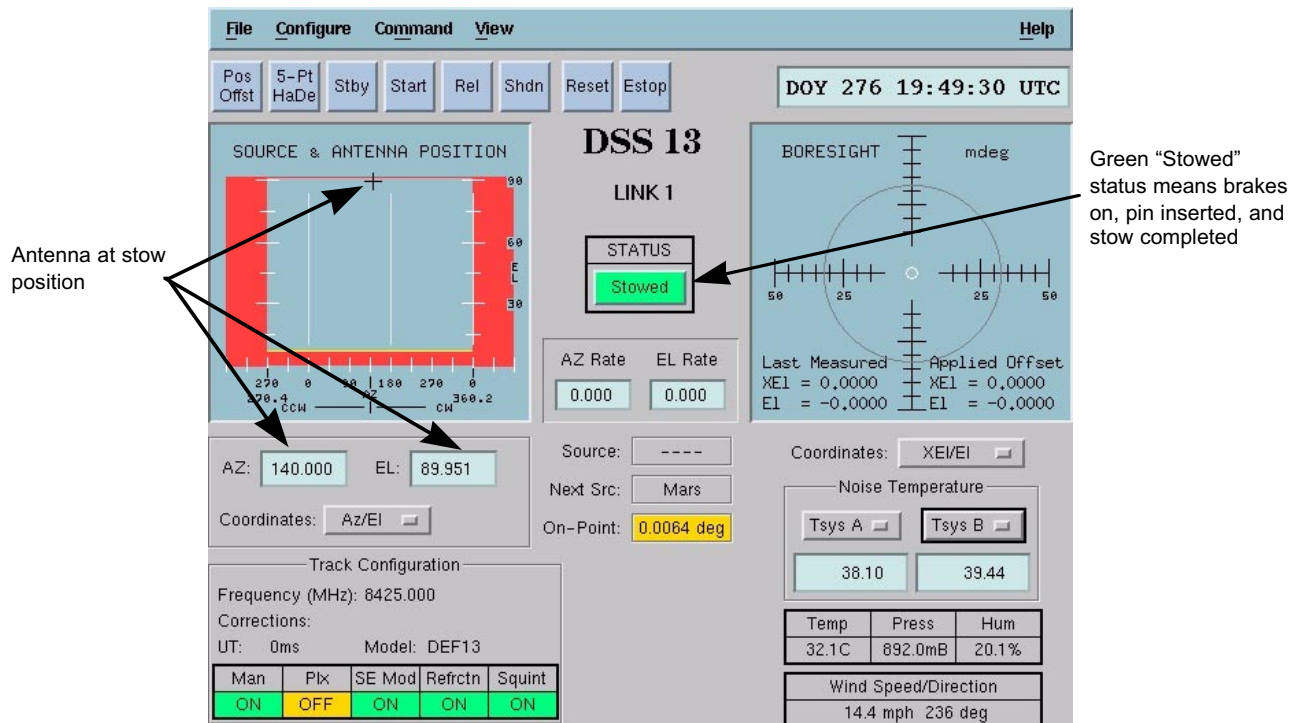 File Configure Command View Help
Pos Offst
5-Pt HaDe
Stby
Start
Rel
Shdn
Reset
Estop
DOY 276 19:49:30 UTC
SOURCE & ANTENNA POSITION
90
60
EL
30
270 0 90 180 270 0
270.4 AZ 360.2
CCW CW
Antenna at stow
position
DSS 13
LINK 1
STATUS
Stowed
AZ Rate EL Rate
0.000 0.000
BORESIGHT mdeg
50 25 25 50
Last Measured Applied Offset
XEl = 0.0000 XEl = 0.0000
El = -0.0000 El = -0.0000
Green “Stowed”
status means brakes
on, pin inserted, and
stow completed
AZ: 140.000 EL: 89.951
Coordinates: Az/El
Source: ----
Next Src: Mars
On-Point: 0.0064 deg
Coordinates: XEl/El
Noise Temperature
Tsys A Tsys B
38.10 39.44
Track Configuration
Frequency (MHz): 8425.000
Corrections:
UT: 0ms Model: DEF13
Man Plx SE Mod Refrctn Squint
ON OFF ON ON ON
Temp Press Hum
32.1C 892.0mB 20.1%
Wind Speed/Direction
14.4 mph 236 deg